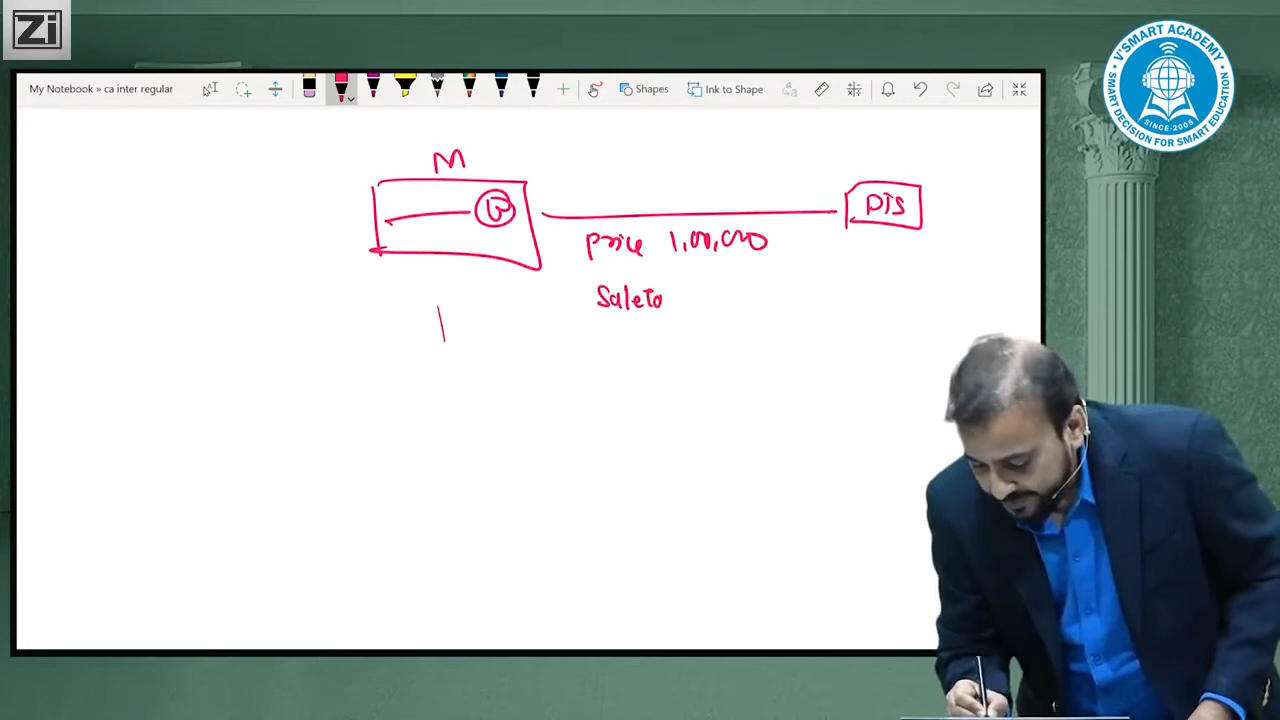 Zi
V'SMART ACADEMY
SMART DECISION FOR SMART EDUCATION
SINCE-2005
My Notebook » ca inter regular
Shapes
Ink to Shape
M
DIS
Price 1,00,000
Saleto